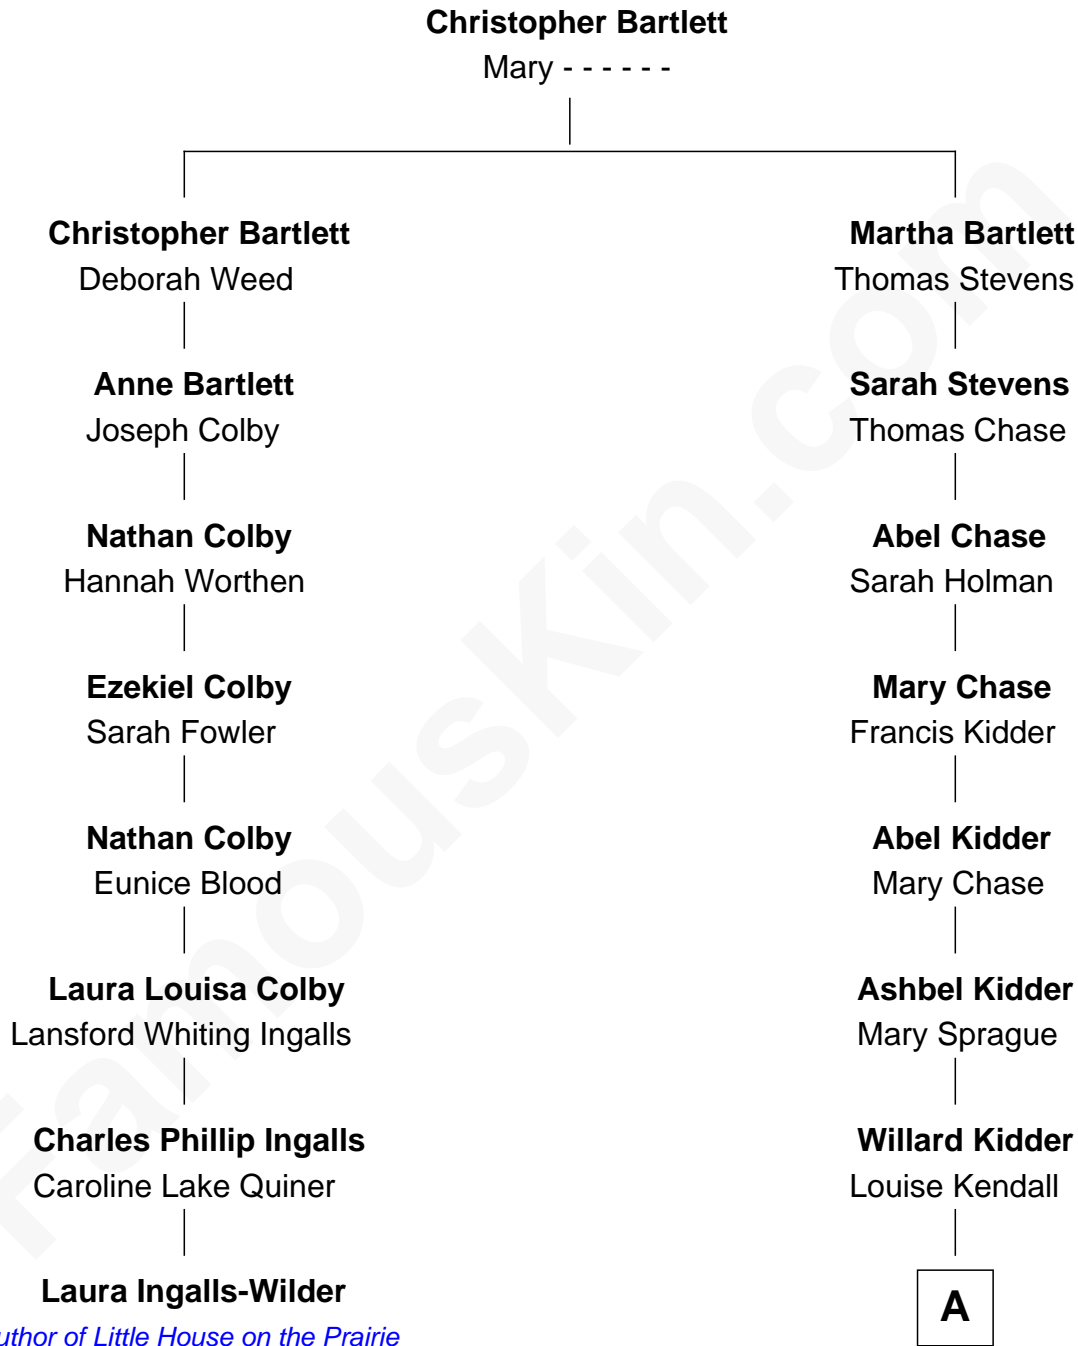 Christopher Bartlett
Mary - - - - - -
Christopher Bartlett
Deborah Weed
Anne Bartlett
Joseph Colby
Nathan Colby
Hannah Worthen
Ezekiel Colby
Sarah Fowler
Nathan Colby
Eunice Blood
Laura Louisa Colby
Lansford Whiting Ingalls
Charles Phillip Ingalls
Caroline Lake Quiner
Laura Ingalls-Wilder
uthor of Little House on the Prairie
Martha Bartlett
Thomas Stevens
Sarah Stevens
Thomas Chase
Abel Chase
Sarah Holman
Mary Chase
Francis Kidder
Abel Kidder
Mary Chase
Ashbel Kidder
Mary Sprague
Willard Kidder
Louise Kendall
A
FamousKin.com